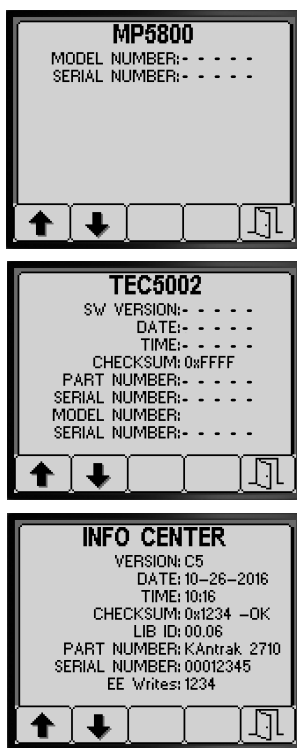 MP5800
MODEL NUMBER:- - - - -
SERIAL NUMBER:- - - - -
TEC5002
SW VERSION:- - - - -
DATE:- - - - -
TIME:- - - - -
CHECKSUM: 0xFFFF
PART NUMBER:- - - - -
SERIAL NUMBER:- - - - -
MODEL NUMBER:
SERIAL NUMBER:- - - - -
INFO CENTER
VERSION: C5
DATE: 10-26-2016
TIME: 10:16
CHECKSUM: 0x1234 -OK
LIB ID: 00.06
PART NUMBER: KAntrak 2710
SERIAL NUMBER: 00012345
EE Writes: 1234